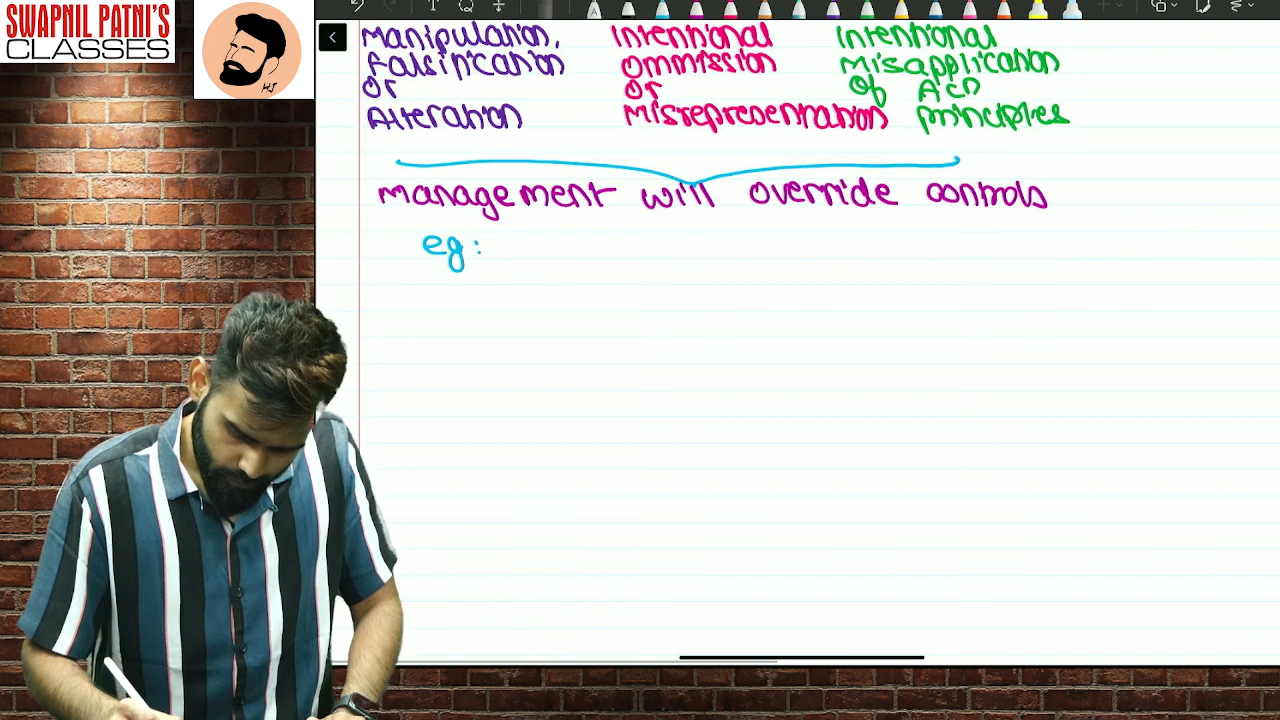 SWAPNIL PATNI'S
CLASSES
Manipulation,
Falsification
or
Alteration
Intentional
Ommission
or
Misrepresentation
Intentional
Misapplication
of Acc
principles
management will override controls
eg: